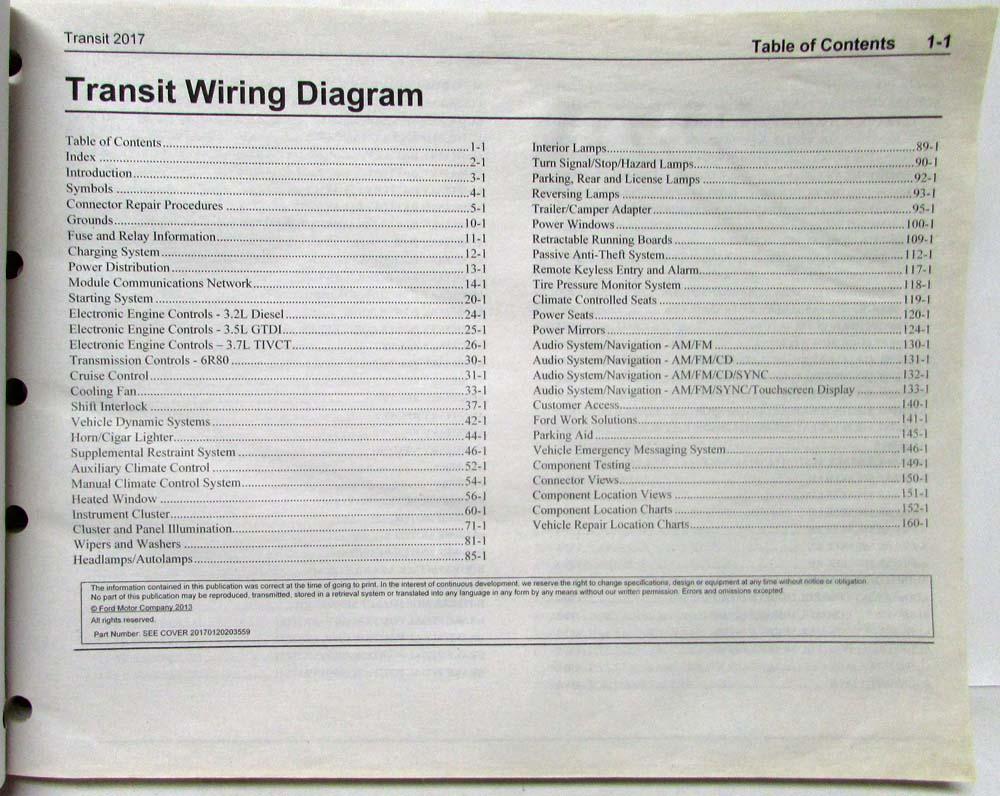 Transit 2017
Table of Contents 1-1
Transit Wiring Diagram
Table of Contents 1-1
Index 2-1
Introduction 3-1
Symbols 4-1
Connector Repair Procedures 5-1
Grounds 10-1
Fuse and Relay Information 11-1
Charging System 12-1
Power Distribution 13-1
Module Communications Network 14-1
Starting System 20-1
Electronic Engine Controls - 3.2L Diesel 24-1
Electronic Engine Controls - 3.5L GTDI 25-1
Electronic Engine Controls – 3.7L TIVCT 26-1
Transmission Controls - 6R80 30-1
Cruise Control 31-1
Cooling Fan 33-1
Shift Interlock 37-1
Vehicle Dynamic Systems 42-1
Horn/Cigar Lighter 44-1
Supplemental Restraint System 46-1
Auxiliary Climate Control 52-1
Manual Climate Control System 54-1
Heated Window 56-1
Instrument Cluster 60-1
Cluster and Panel Illumination 71-1
Wipers and Washers 81-1
Headlamps/Autolamps 85-1
Interior Lamps 89-1
Turn Signal/Stop/Hazard Lamps 90-1
Parking, Rear and License Lamps 92-1
Reversing Lamps 93-1
Trailer/Camper Adapter 95-1
Power Windows 100-1
Retractable Running Boards 109-1
Passive Anti-Theft System 112-1
Remote Keyless Entry and Alarm 117-1
Tire Pressure Monitor System 118-1
Climate Controlled Seats 119-1
Power Seats 120-1
Power Mirrors 124-1
Audio System/Navigation - AM/FM 130-1
Audio System/Navigation - AM/FM/CD 131-1
Audio System/Navigation - AM/FM/CD/SYNC 132-1
Audio System/Navigation - AM/FM/SYNC/Touchscreen Display 133-1
Customer Access 140-1
Ford Work Solutions 141-1
Parking Aid 145-1
Vehicle Emergency Messaging System 146-1
Component Testing 149-1
Connector Views 150-1
Component Location Views 151-1
Component Location Charts 152-1
Vehicle Repair Location Charts 160-1
The information contained in this publication was correct at the time of going to print. In the interest of continuous development, we reserve the right to change specifications, design or equipment at any time without notice or obligation.
No part of this publication may be reproduced, transmitted, stored in a retrieval system or translated into any language in any form by any means without our written permission. Errors and omissions excepted.
© Ford Motor Company 2013
All rights reserved.
Part Number: SEE COVER 20170120203559